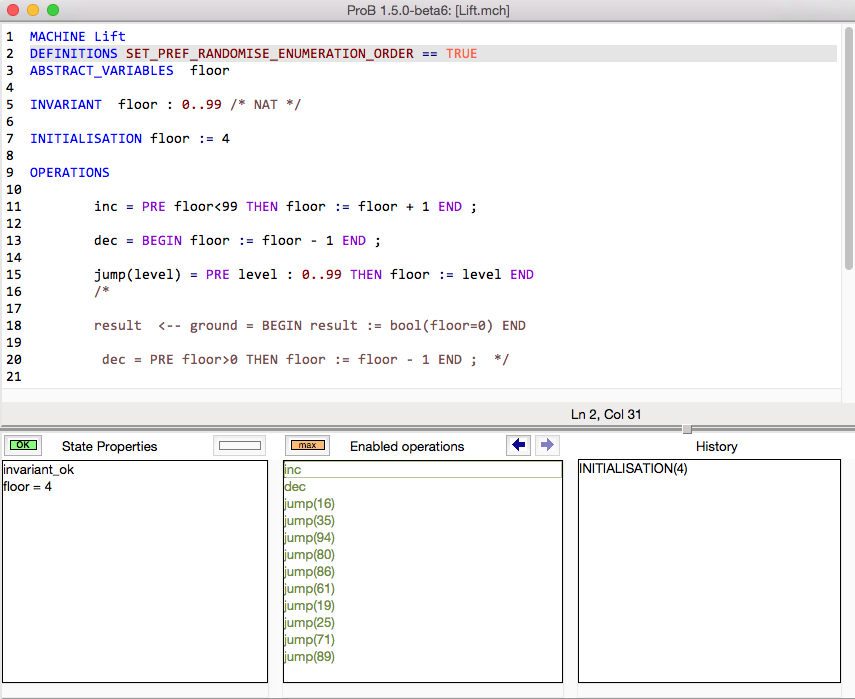 ProB 1.5.0-beta6: [Lift.mch]
1 MACHINE Lift
2 DEFINITIONS SET_PREF_RANDOMISE_ENUMERATION_ORDER == TRUE
3 ABSTRACT_VARIABLES floor
4
5 INVARIANT floor : 0..99 /* NAT */
6
7 INITIALISATION floor := 4
8
9 OPERATIONS
10
11 inc = PRE floor<99 THEN floor := floor + 1 END ;
12
13 dec = BEGIN floor := floor - 1 END ;
14
15 jump(level) = PRE level : 0..99 THEN floor := level END
16 /*
17
18 result <-- ground = BEGIN result := bool(floor=0) END
19
20 dec = PRE floor>0 THEN floor := floor - 1 END ; */
21
Ln 2, Col 31
OK State Properties
invariant_ok
floor = 4
max Enabled operations
inc
dec
jump(16)
jump(35)
jump(94)
jump(80)
jump(86)
jump(61)
jump(19)
jump(25)
jump(71)
jump(89)
History
INITIALISATION(4)